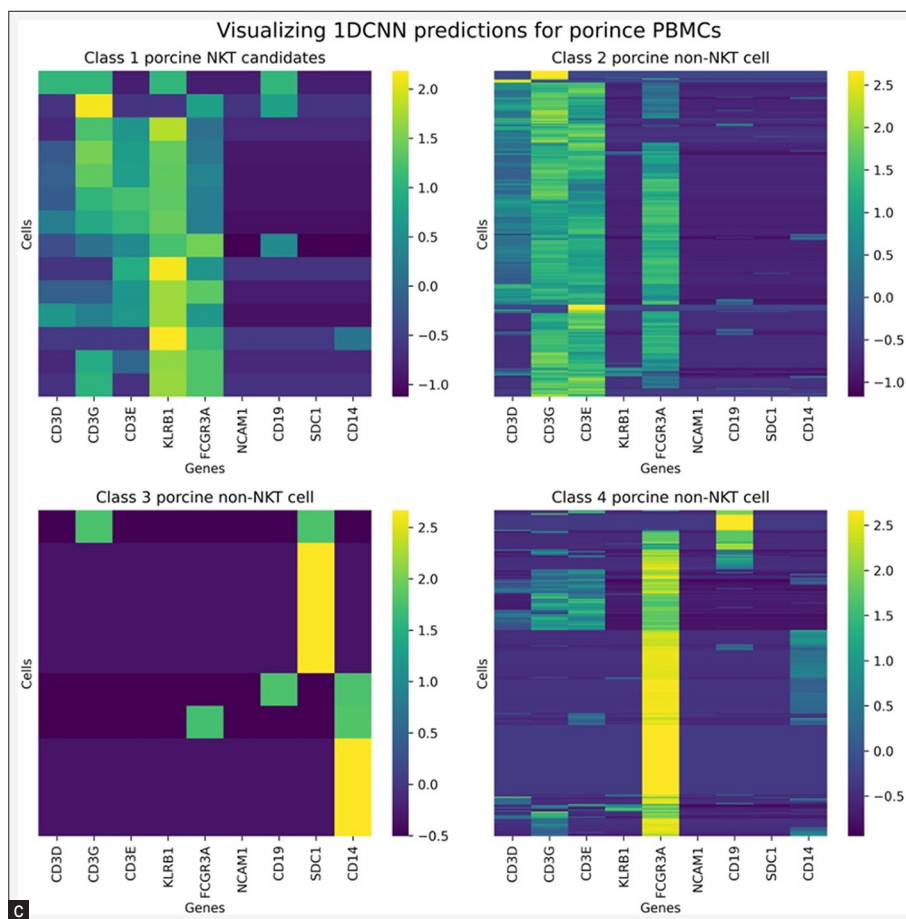 Visualizing 1DCNN predictions for porince PBMCs
Class 1 porcine NKT candidates
Cells
2.0
1.5
1.0
0.5
0.0
−0.5
−1.0
CD3D
CD3G
CD3E
KLRB1
FCGR3A
NCAM1
CD19
SDC1
CD14
Genes
Class 2 porcine non-NKT cell
Cells
2.5
2.0
1.5
1.0
0.5
0.0
−0.5
−1.0
CD3D
CD3G
CD3E
KLRB1
FCGR3A
NCAM1
CD19
SDC1
CD14
Genes
Class 3 porcine non-NKT cell
Cells
2.5
2.0
1.5
1.0
0.5
0.0
−0.5
CD3D
CD3G
CD3E
KLRB1
FCGR3A
NCAM1
CD19
SDC1
CD14
Genes
Class 4 porcine non-NKT cell
Cells
2.5
2.0
1.5
1.0
0.5
0.0
−0.5
CD3D
CD3G
CD3E
KLRB1
FCGR3A
NCAM1
CD19
SDC1
CD14
Genes
c